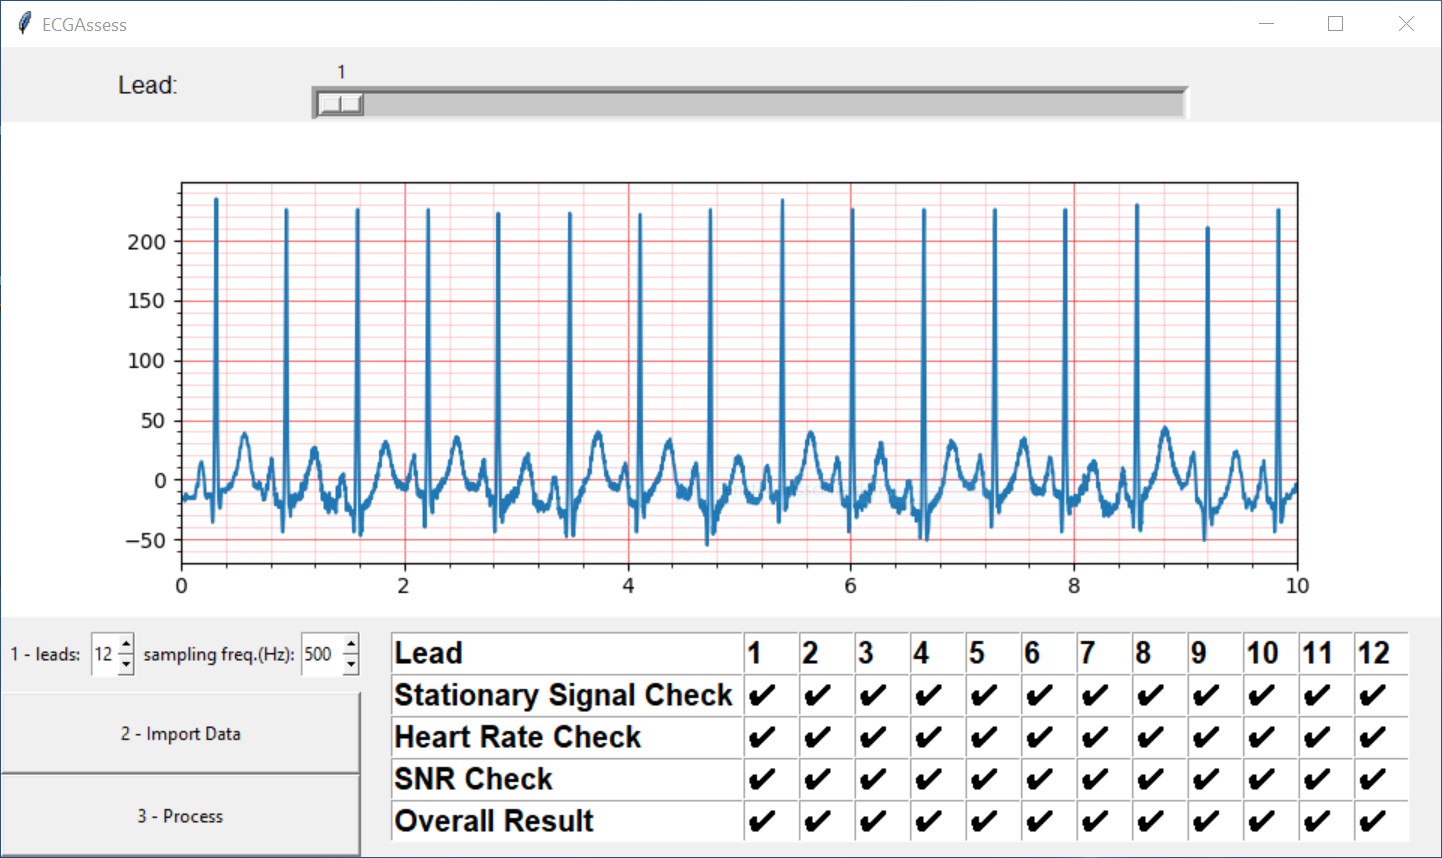 ECGAssess
1
Lead:
200
150
100
50
0
−50
0 2 4 6 8 10
1 - leads: 12 sampling freq.(Hz): 500
2 - Import Data
3 - Process
Lead 1 2 3 4 5 6 7 8 9 10 11 12
Stationary Signal Check ✔ ✔ ✔ ✔ ✔ ✔ ✔ ✔ ✔ ✔ ✔ ✔
Heart Rate Check ✔ ✔ ✔ ✔ ✔ ✔ ✔ ✔ ✔ ✔ ✔ ✔
SNR Check ✔ ✔ ✔ ✔ ✔ ✔ ✔ ✔ ✔ ✔ ✔ ✔
Overall Result ✔ ✔ ✔ ✔ ✔ ✔ ✔ ✔ ✔ ✔ ✔ ✔